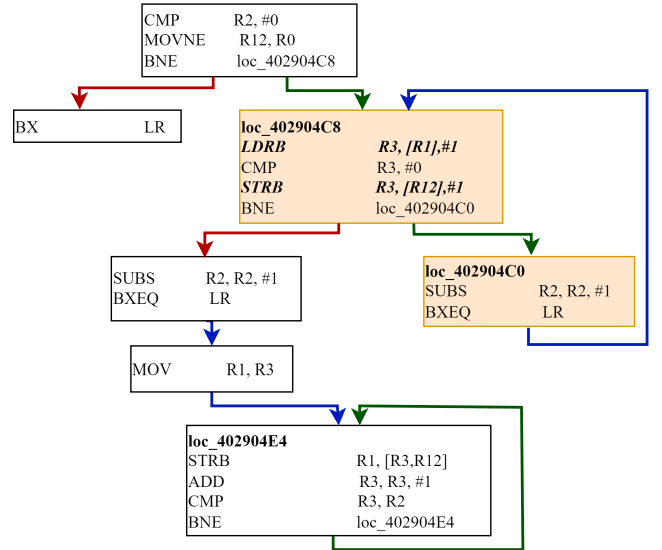 CMP R2, #0
MOVNE R12, R0
BNE loc_402904C8
BX LR
loc_402904C8
LDRB R3, [R1],#1
CMP R3, #0
STRB R3, [R12],#1
BNE loc_402904C0
SUBS R2, R2, #1
BXEQ LR
loc_402904C0
SUBS R2, R2, #1
BXEQ LR
MOV R1, R3
loc_402904E4
STRB R1, [R3,R12]
ADD R3, R3, #1
CMP R3, R2
BNE loc_402904E4